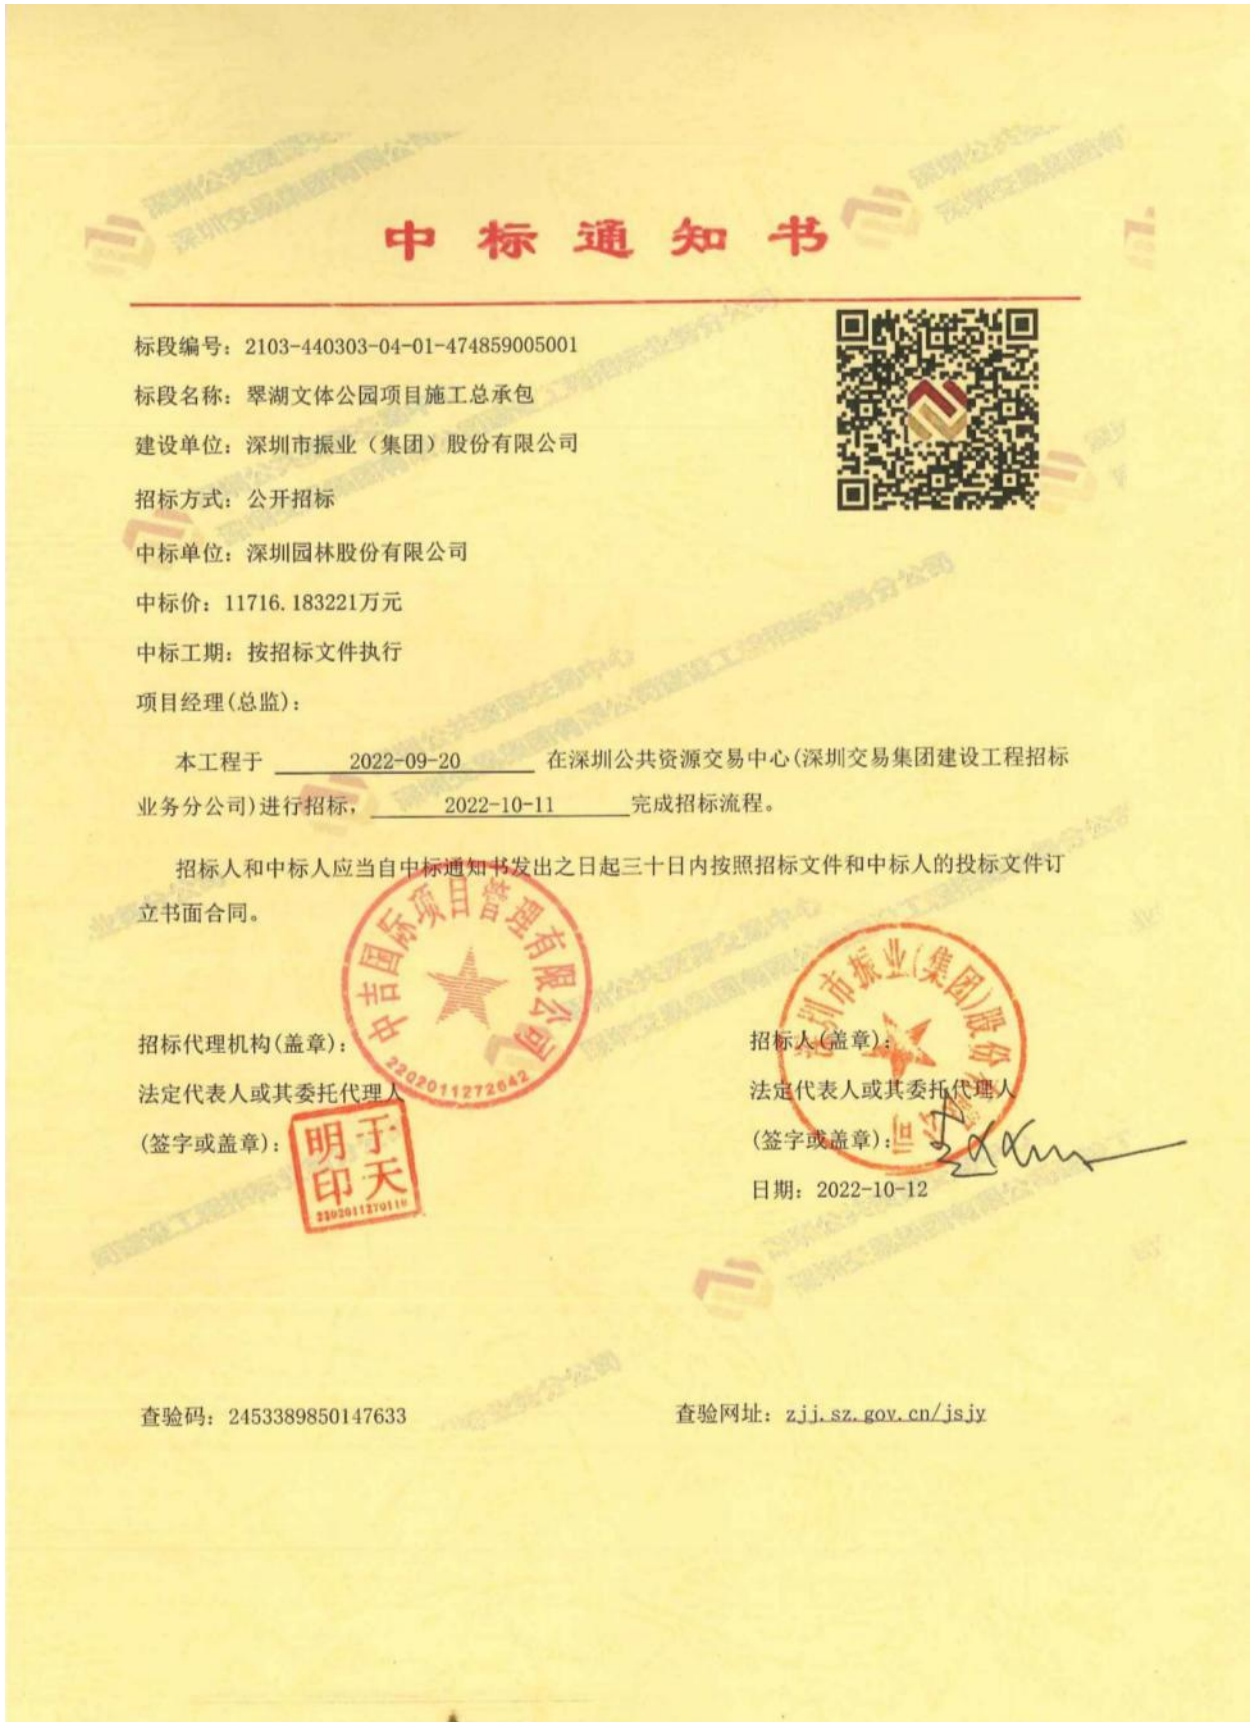 中标通知书
标段编号：2103-440303-04-01-474859005001
标段名称：翠湖文体公园项目施工总承包
建设单位：深圳市振业（集团）股份有限公司
招标方式：公开招标
中标单位：深圳园林股份有限公司
中标价：11716.183221万元
中标工期：按招标文件执行
项目经理(总监)：
本工程于 2022-09-20 在深圳公共资源交易中心(深圳交易集团建设工程招标
业务分公司)进行招标， 2022-10-11 完成招标流程。
招标人和中标人应当自中标通知书发出之日起三十日内按照招标文件和中标人的投标文件订
立书面合同。
中吉国际项目管理有限公司
2202011272642
深圳市振业(集团)股份有限公司
招标代理机构(盖章)：
招标人(盖章)：
法定代表人或其委托代理人
法定代表人或其委托代理人
(签字或盖章)：
(签字或盖章)：
于天明印
2202011270110
日期：2022-10-12
查验码：2453389850147633
查验网址：zjj.sz.gov.cn/jsjy